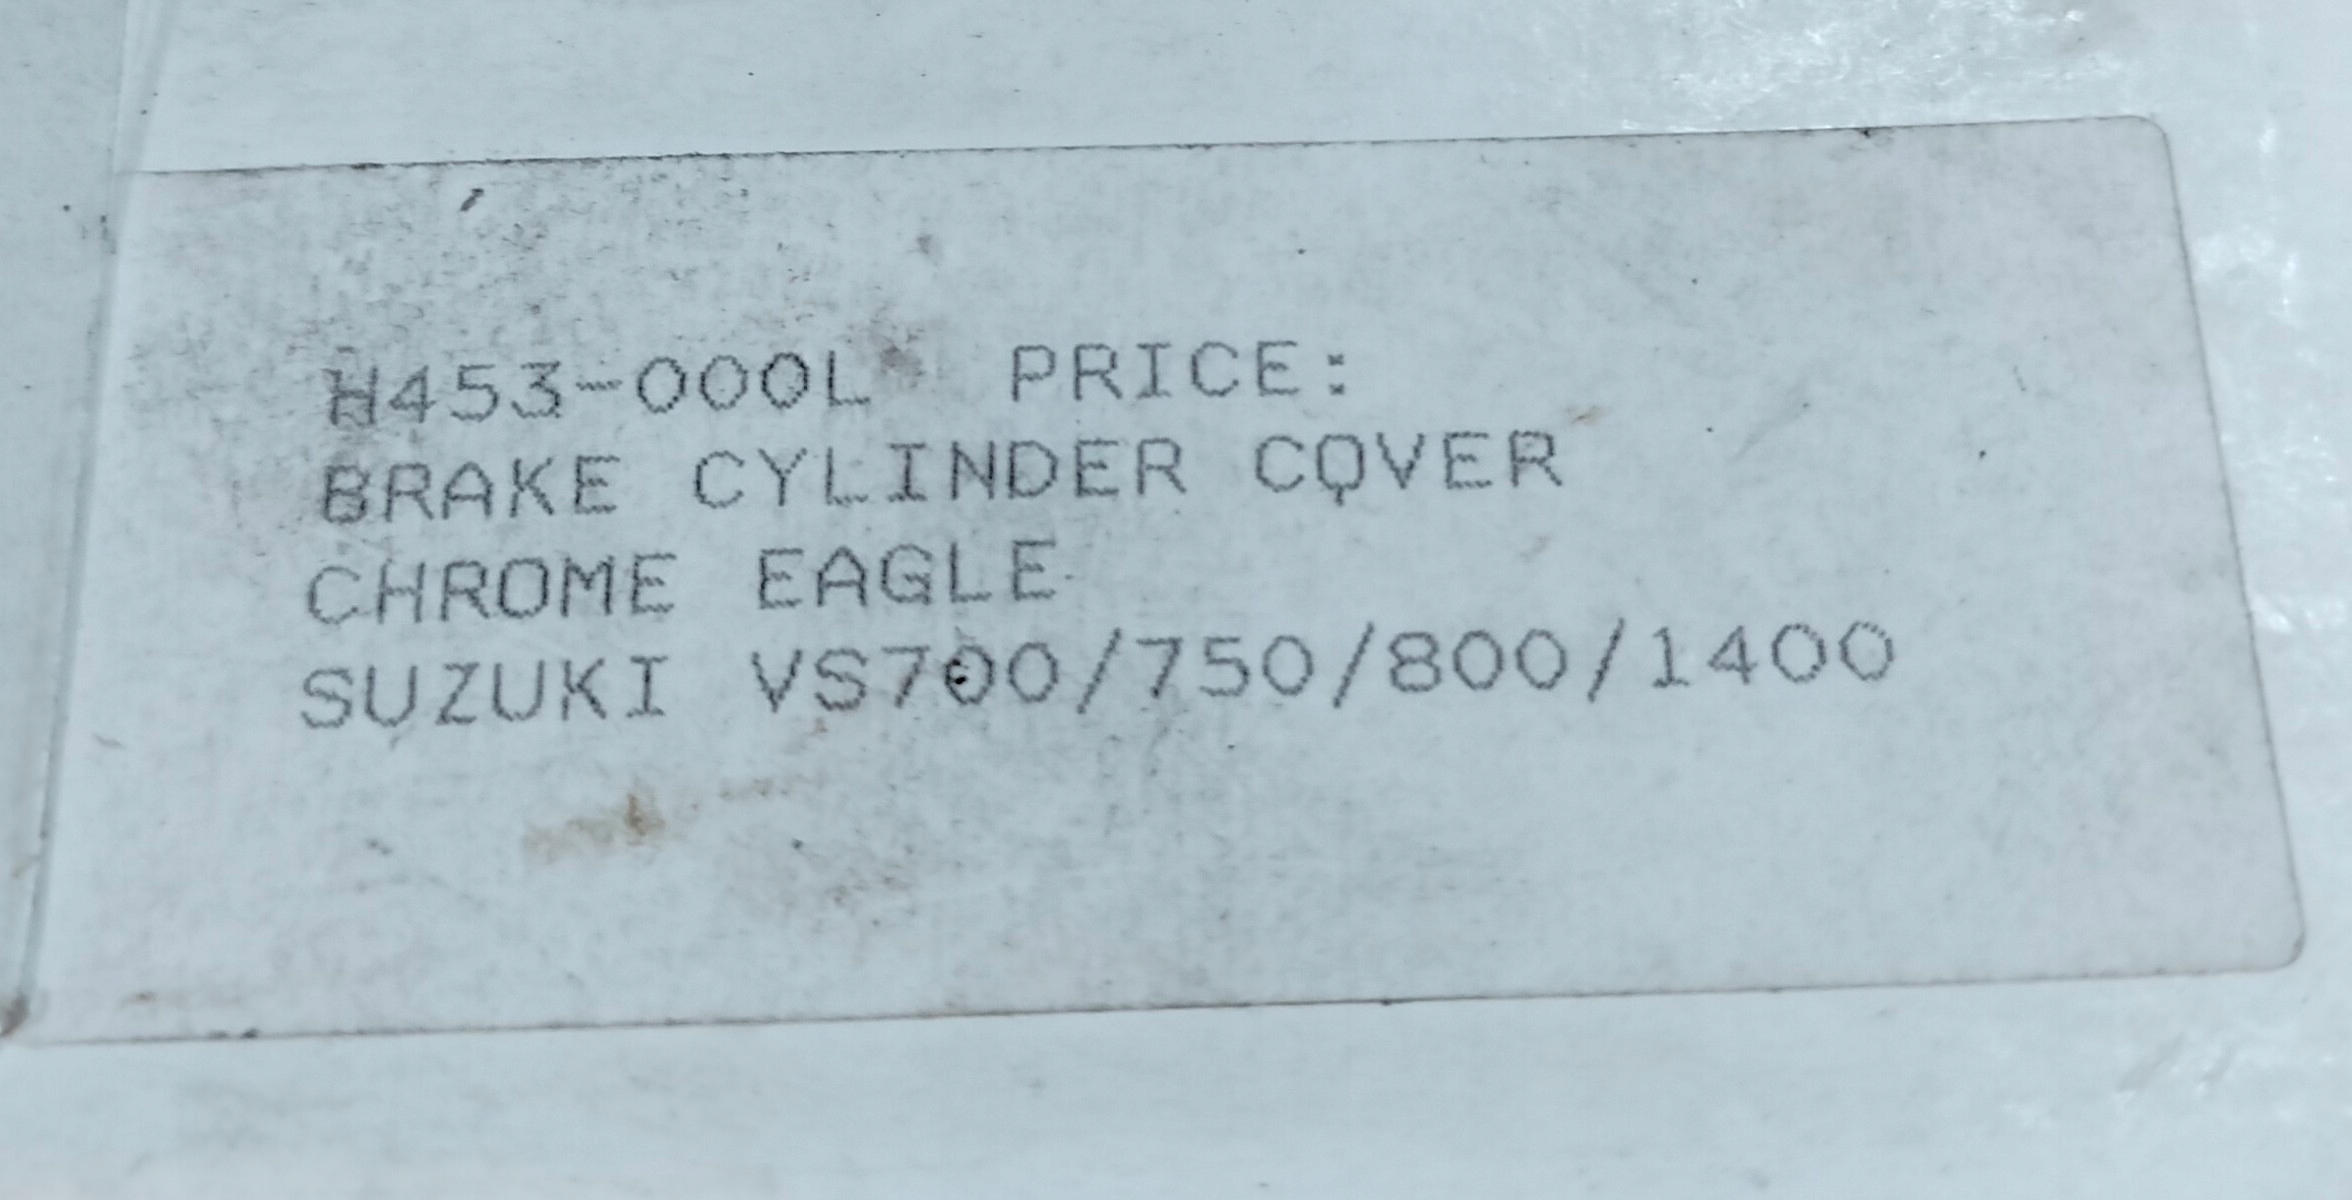 H453-000L PRICE:
BRAKE CYLINDER COVER
CHROME EAGLE
SUZUKI VS700/750/800/1400